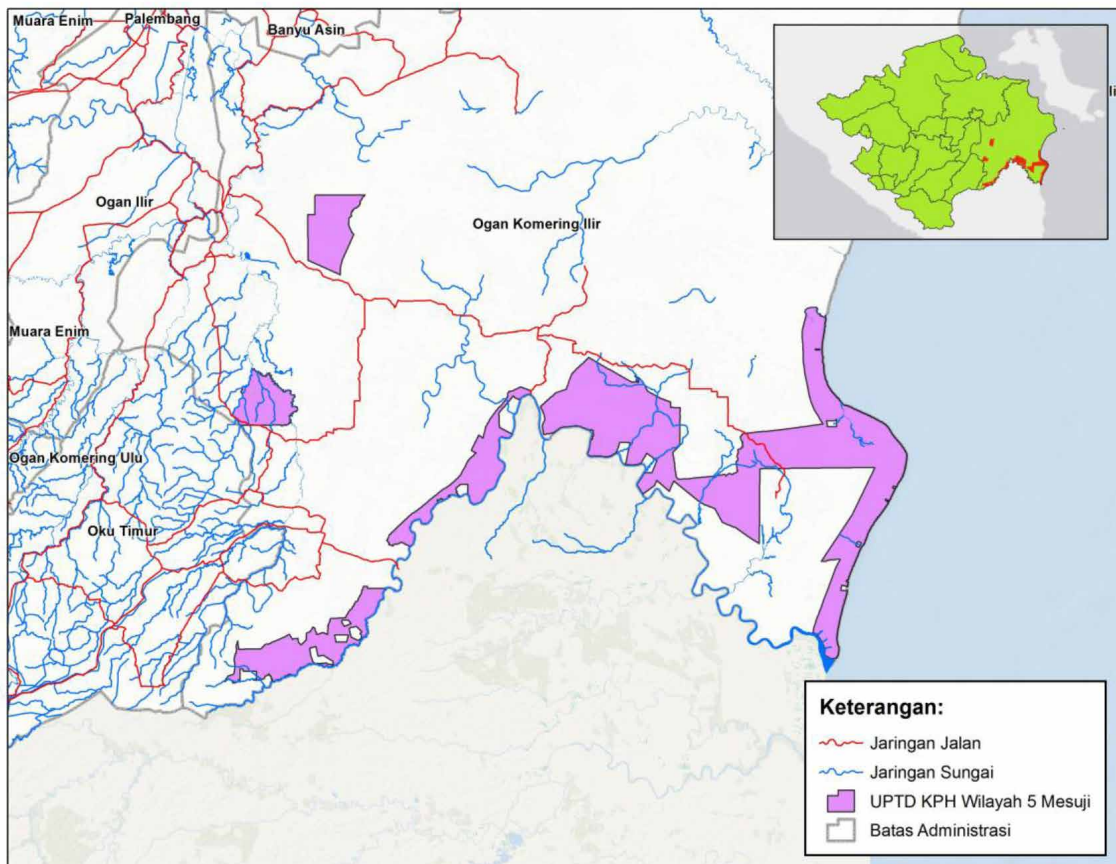 Muara Enim
Palembang
Banyu Asin
li
Ogan Ilir
Ogan Komering Ilir
Muara Enim
Ogan Komering Ulu
Oku Timur
Keterangan:
Jaringan Jalan
Jaringan Sungai
UPTD KPH Wilayah 5 Mesuji
Batas Administrasi